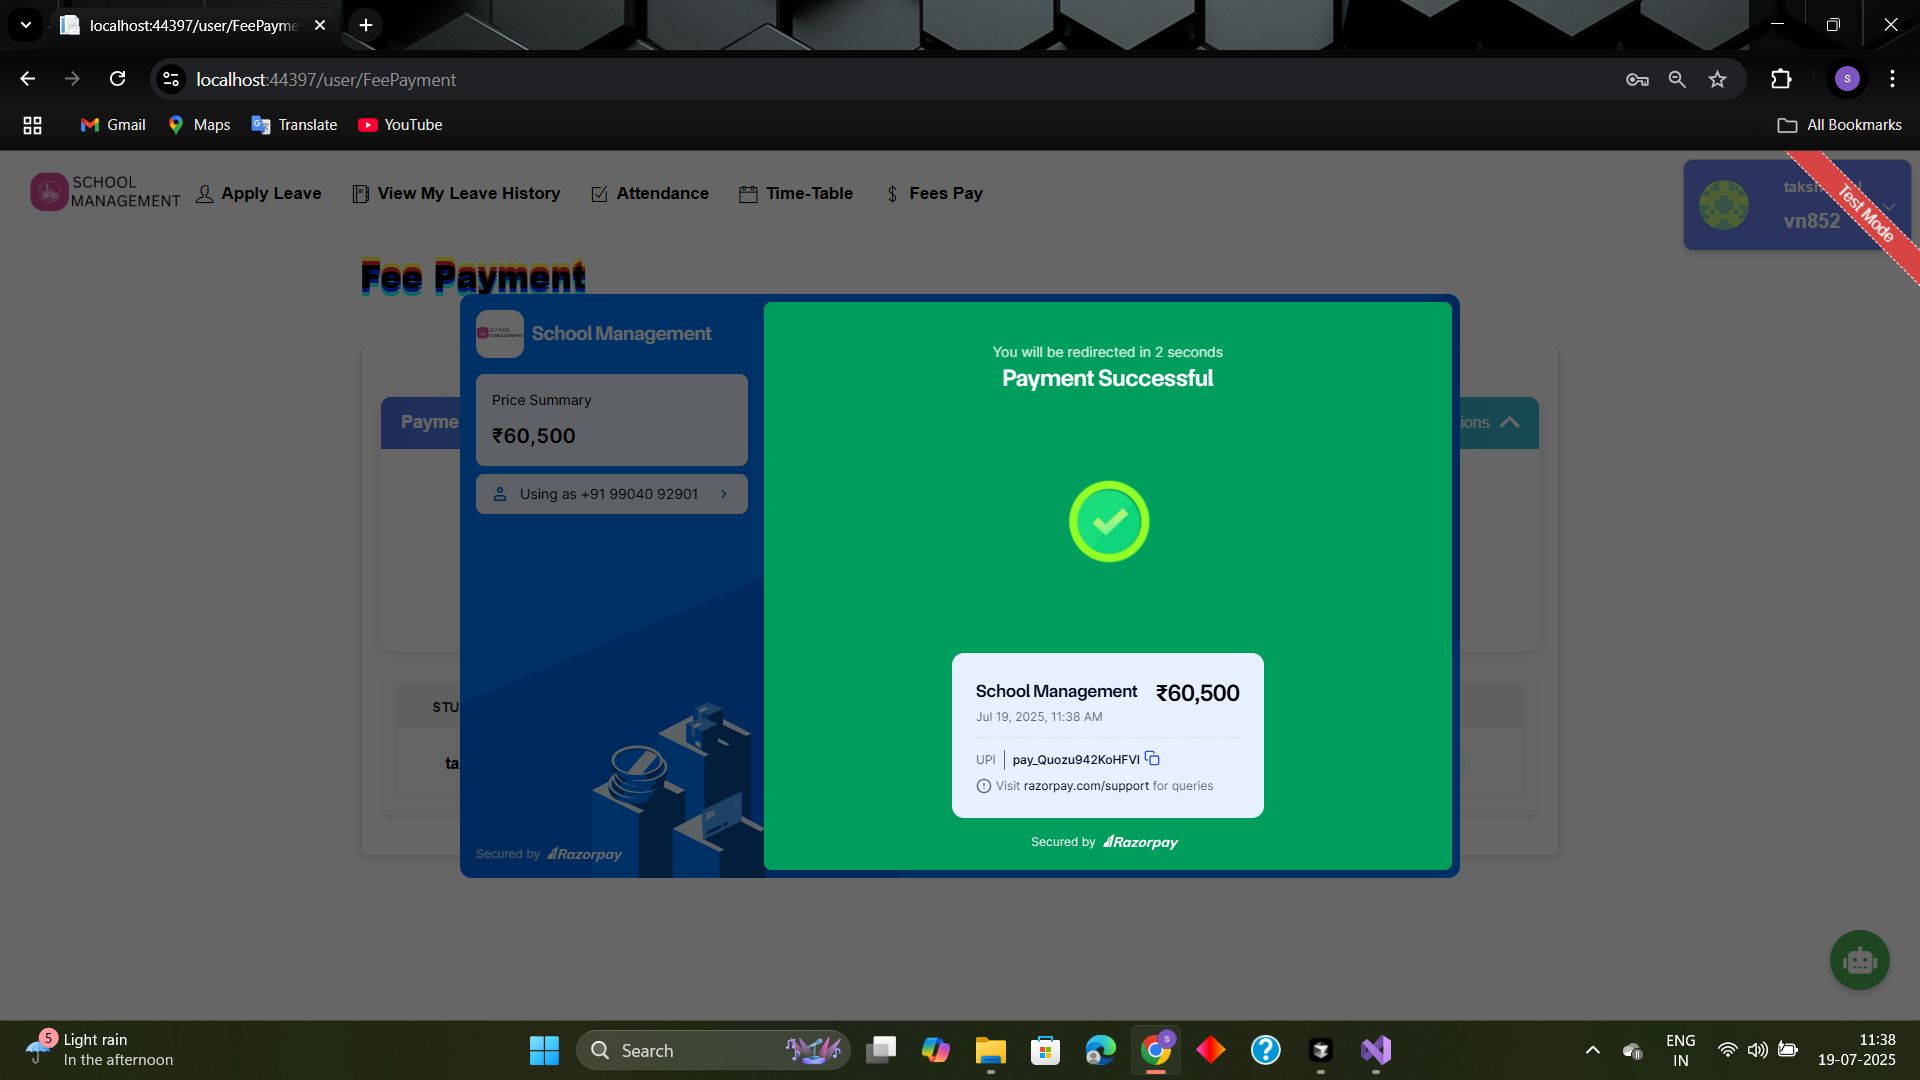 localhost:44397/user/FeePayme
localhost:44397/user/FeePayment
S
Gmail
Maps
Translate
YouTube
All Bookmarks
SCHOOL
MANAGEMENT
Apply Leave
View My Leave History
Attendance
Time-Table
Fees Pay
vn852
Test Mode
Fee Payment
School Management
Price Summary
₹60,500
Using as +91 99040 92901
Secured by Razorpay
You will be redirected in 2 seconds
Payment Successful
School Management ₹60,500
Jul 19, 2025, 11:38 AM
UPI pay_Quozu942KoHFVI
Visit razorpay.com/support for queries
Secured by Razorpay
Payme
ions
STU
ta
5
Light rain
In the afternoon
Search
ENG
IN
11:38
19-07-2025